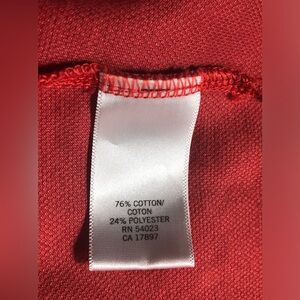 76% COTTON/
COTON
24% POLYESTER
RN 54023
CA 17897